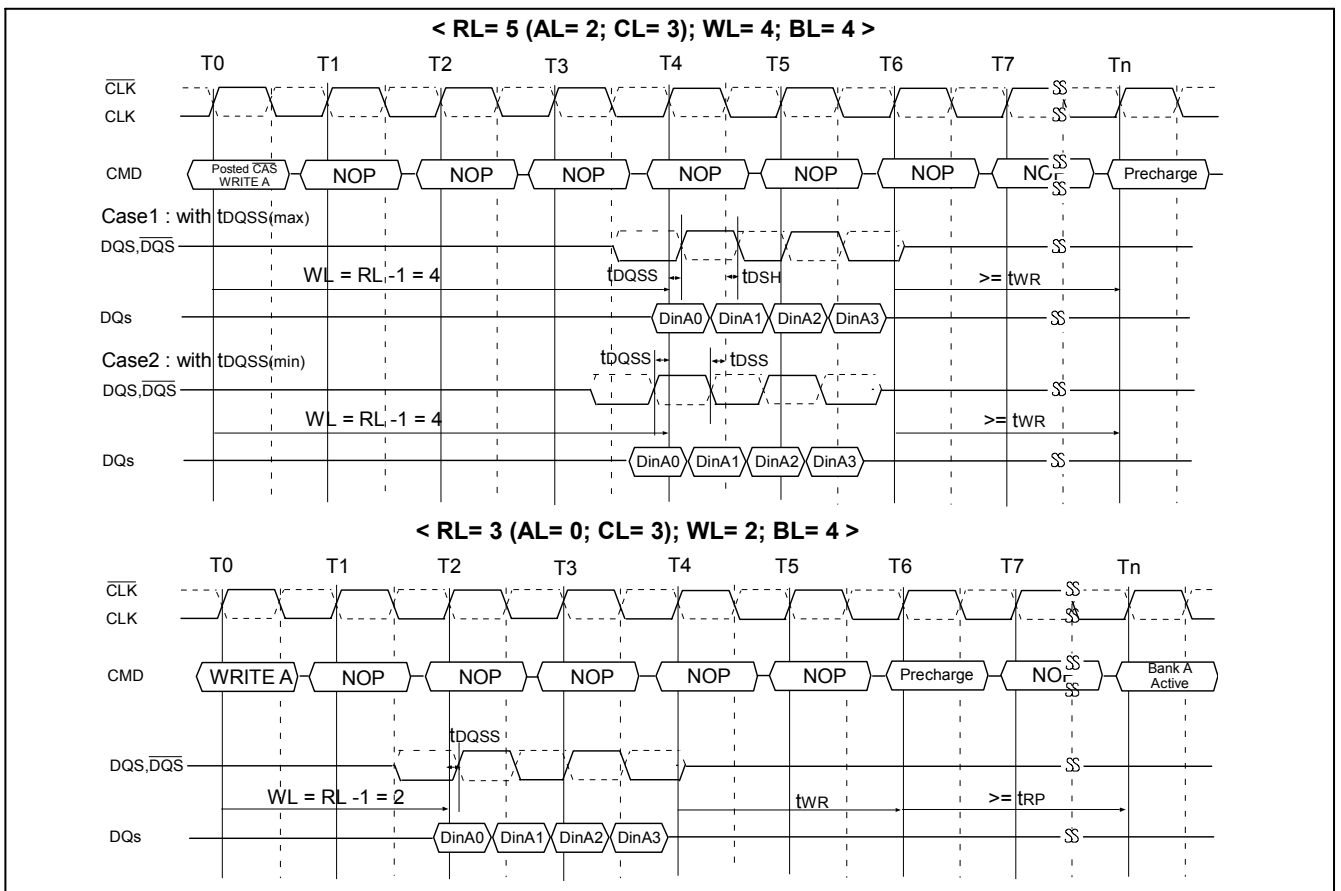 < RL= 5 (AL= 2; CL= 3); WL= 4; BL= 4 >
T0 T1 T2 T3 T4 T5 T6 T7 Tn
CLK
CLK
CMD Posted CAS WRITE A NOP NOP NOP NOP NOP NOP NOP Precharge
Case1 : with tDQSS(max)
DQS,DQS
WL = RL -1 = 4 tDQSS tDSH >= tWR
DQs DinA0 DinA1 DinA2 DinA3
Case2 : with tDQSS(min) tDQSS tDSS
DQS,DQS
WL = RL -1 = 4 >= tWR
DQs DinA0 DinA1 DinA2 DinA3
< RL= 3 (AL= 0; CL= 3); WL= 2; BL= 4 >
T0 T1 T2 T3 T4 T5 T6 T7 Tn
CLK
CLK
CMD WRITE A NOP NOP NOP NOP NOP Precharge NOP Bank A Active
tDQSS
DQS,DQS
WL = RL -1 = 2 tWR >= tRP
DQs DinA0 DinA1 DinA2 DinA3